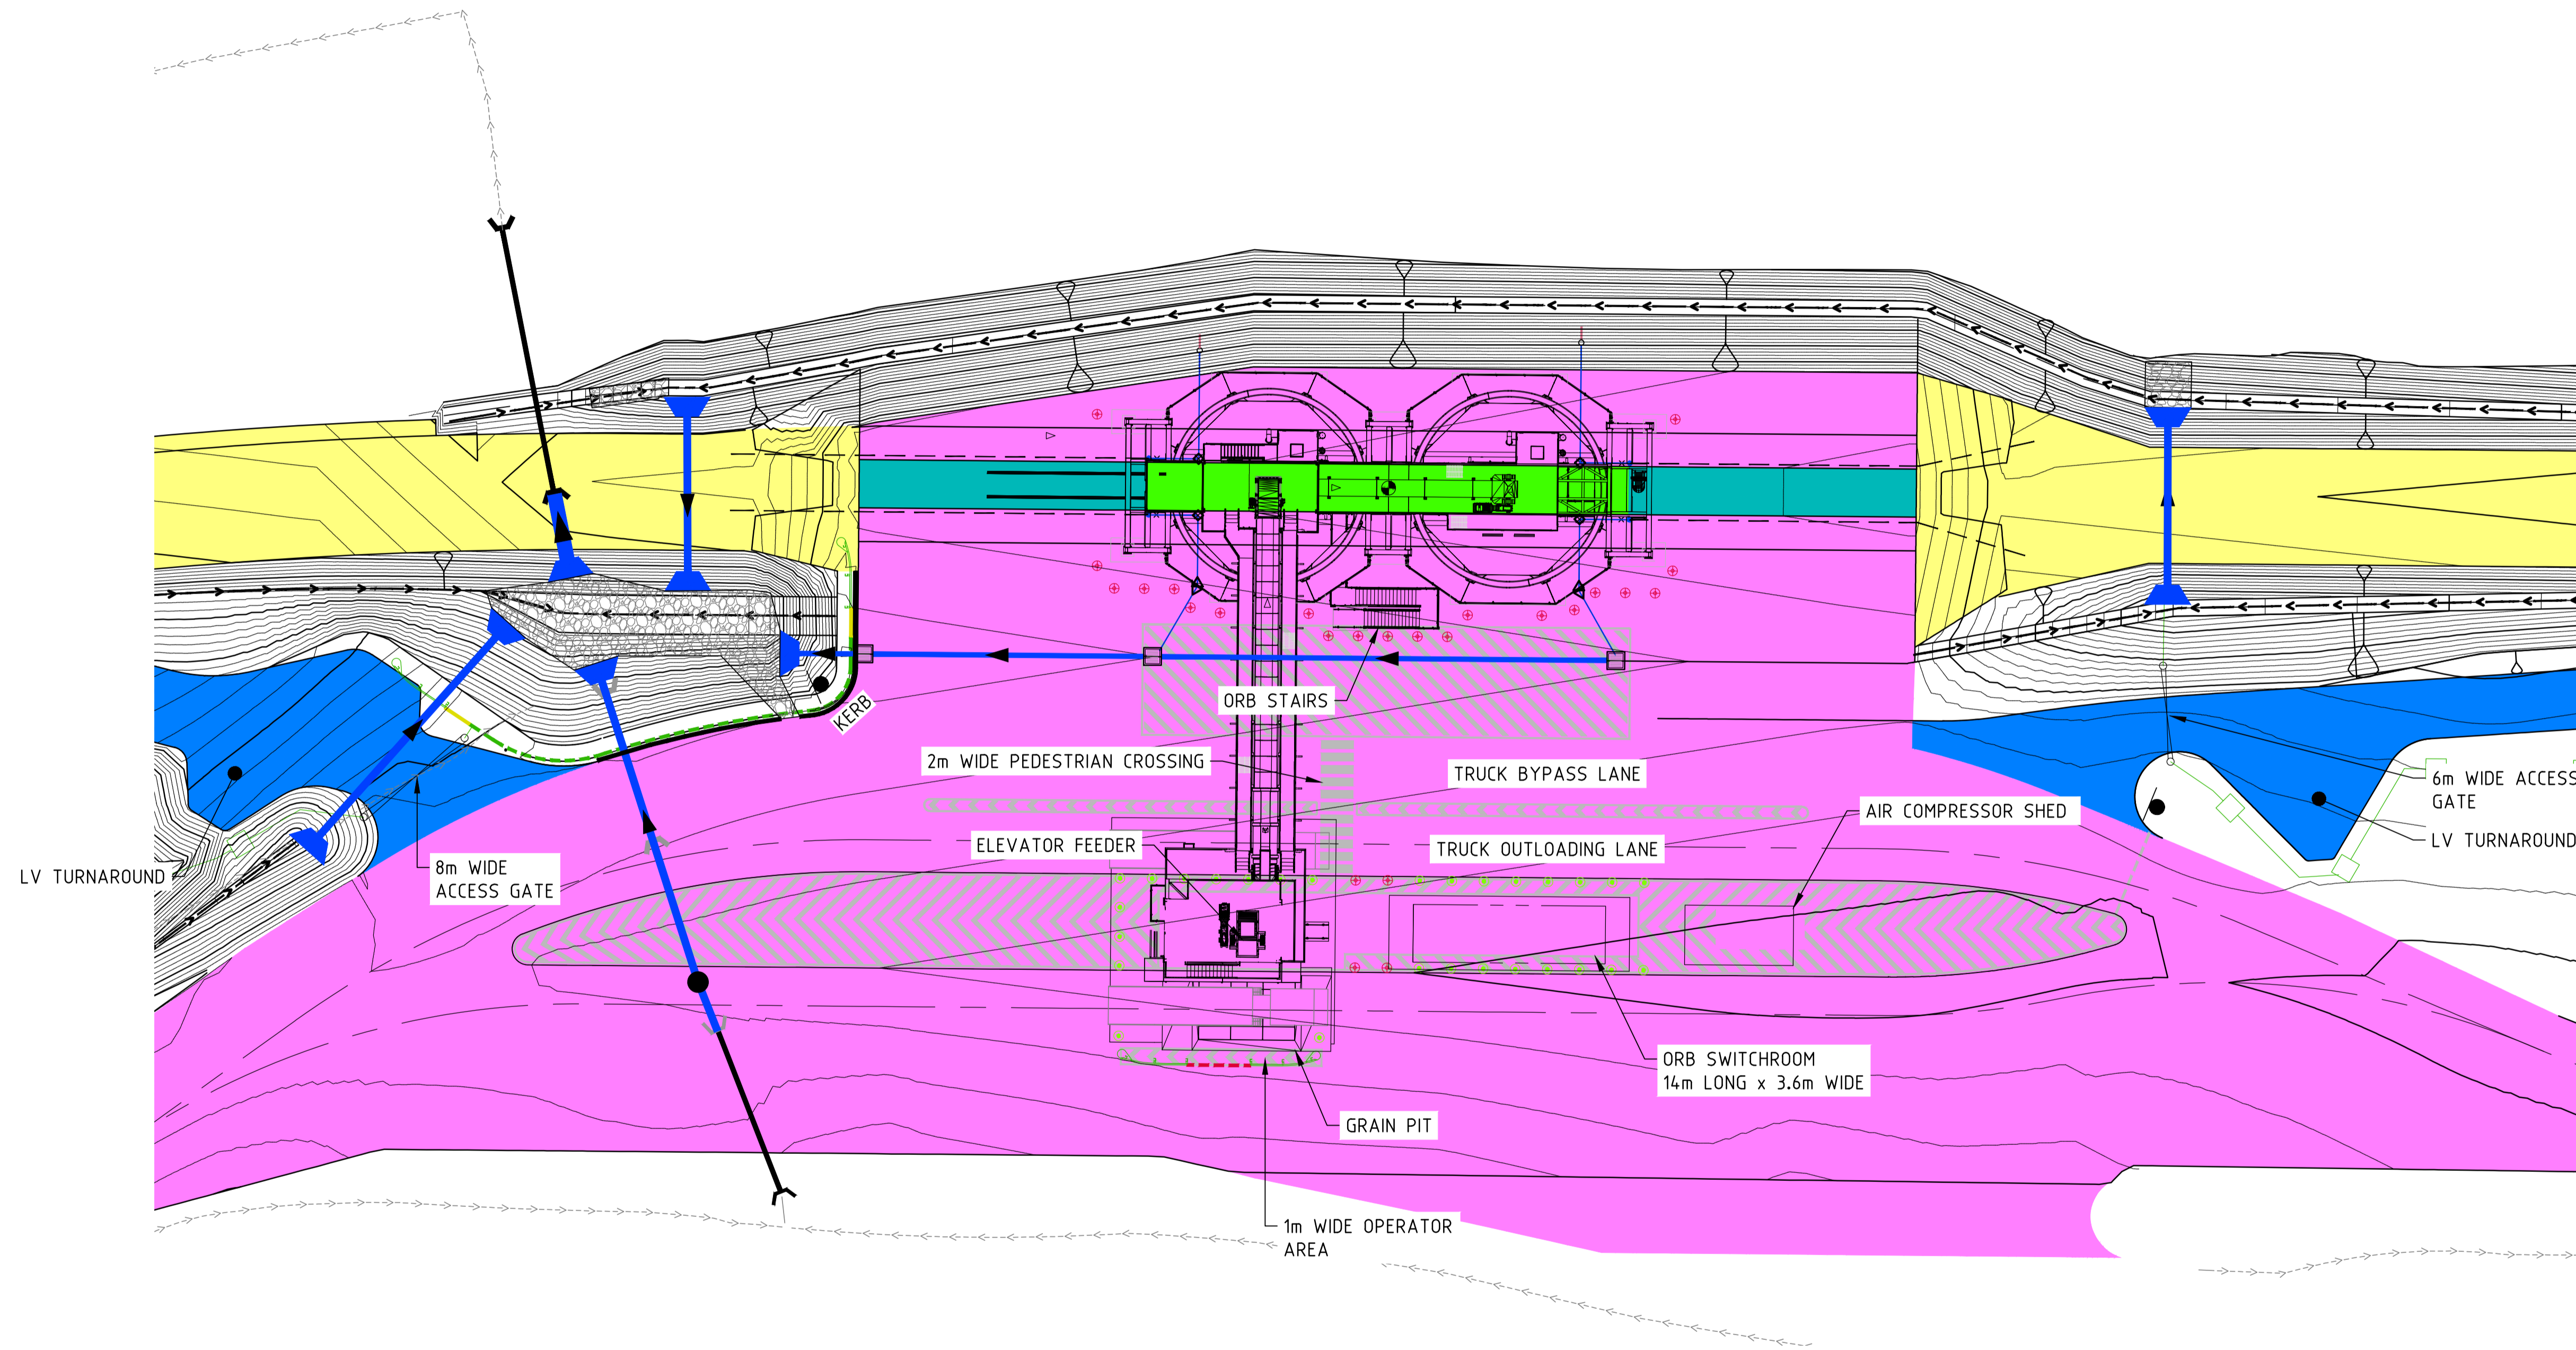 KERB
ORB STAIRS
2m WIDE PEDESTRIAN CROSSING
TRUCK BYPASS LANE
6m WIDE ACCESS
GATE
AIR COMPRESSOR SHED
ELEVATOR FEEDER
TRUCK OUTLOADING LANE
LV TURNAROUND
8m WIDE
ACCESS GATE
LV TURNAROUND
ORB SWITCHROOM
14m LONG x 3.6m WIDE
GRAIN PIT
1m WIDE OPERATOR
AREA